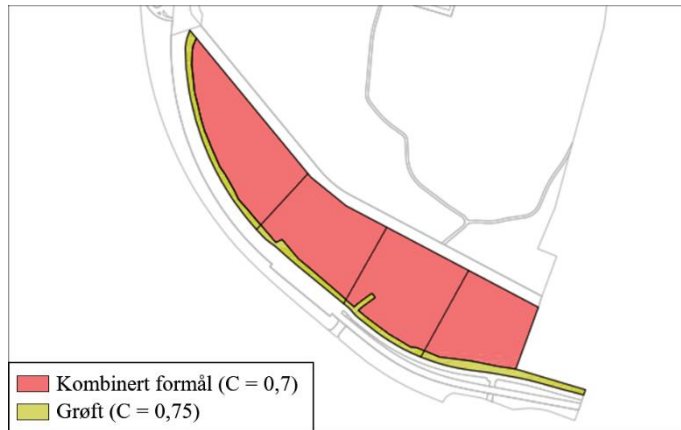 Kombinert formål (C = 0,7)
Grøft (C = 0,75)